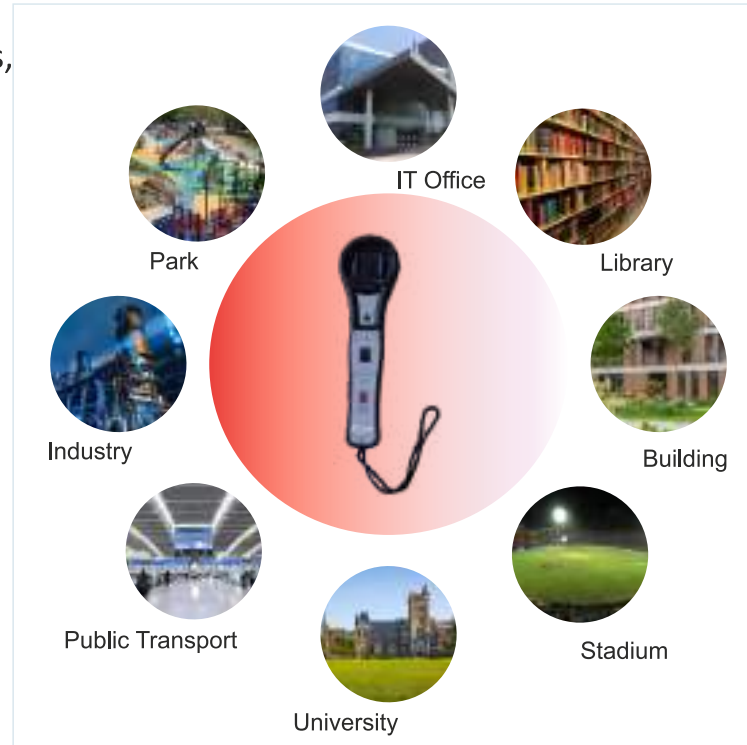 s,
IT Office
Park
Library
Industry
Building
Public Transport
Stadium
University